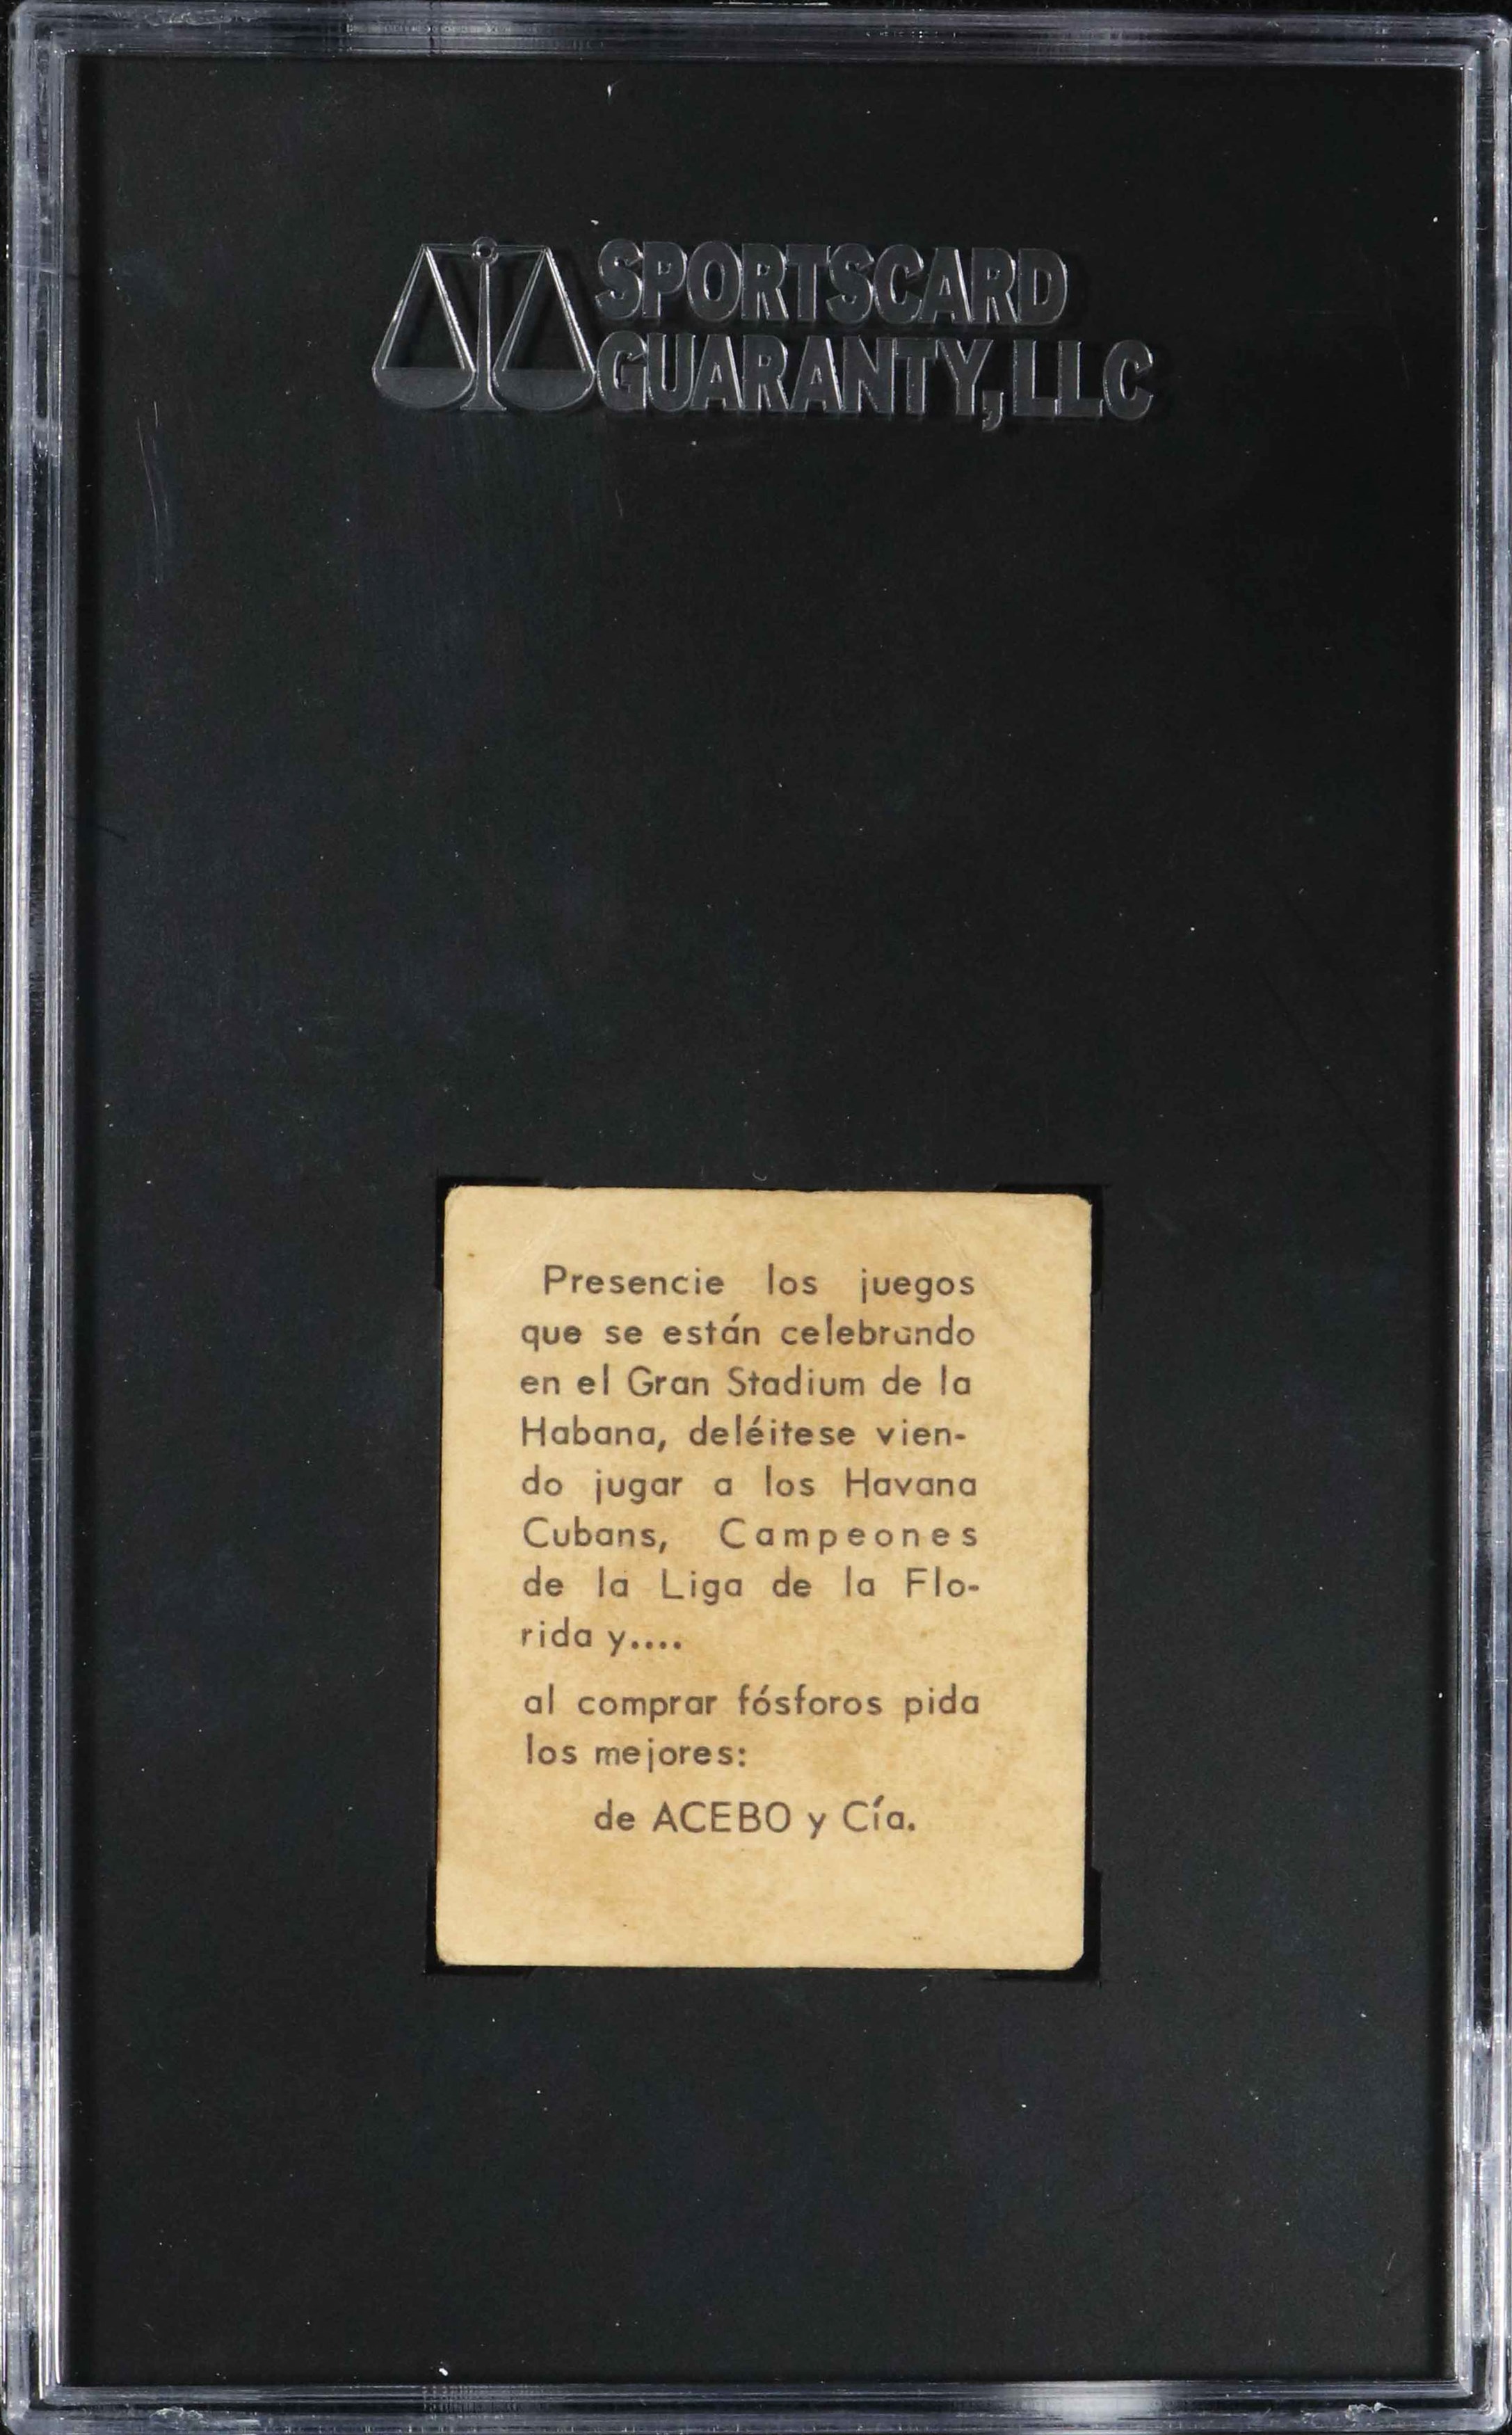 SPORTSCARD
GUARANTY, LLC
Presencie los juegos
que se están celebrando
en el Gran Stadium de la
Habana, deléitese vien-
do jugar a los Havana
Cubans, Campeones
de la Liga de la Flo-
rida y....
al comprar fósforos pida
los mejores:
de ACEBO y Cía.